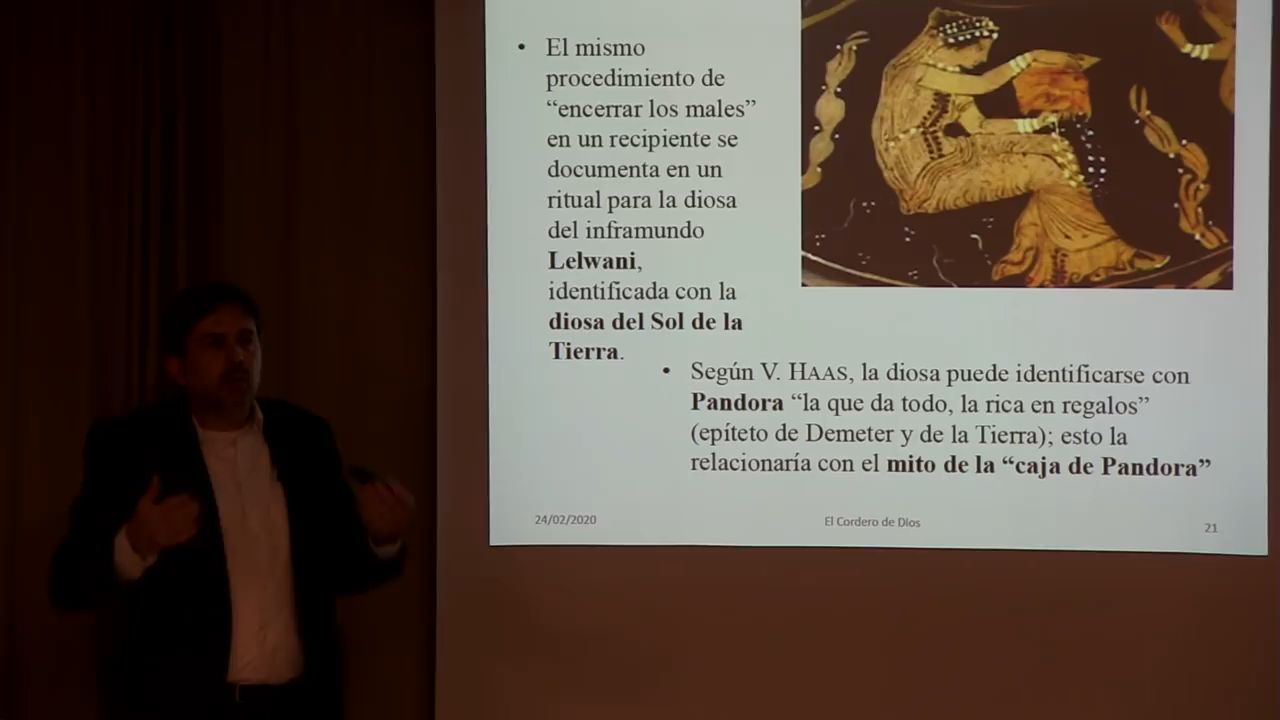 • El mismo
procedimiento de
“encerrar los males”
en un recipiente se
documenta en un
ritual para la diosa
del inframundo
Lelwani,
identificada con la
diosa del Sol de la
Tierra.
• Según V. HAAS, la diosa puede identificarse con
Pandora “la que da todo, la rica en regalos”
(epíteto de Demeter y de la Tierra); esto la
relacionaría con el mito de la “caja de Pandora”
24/02/2020
El Cordero de Dios
21